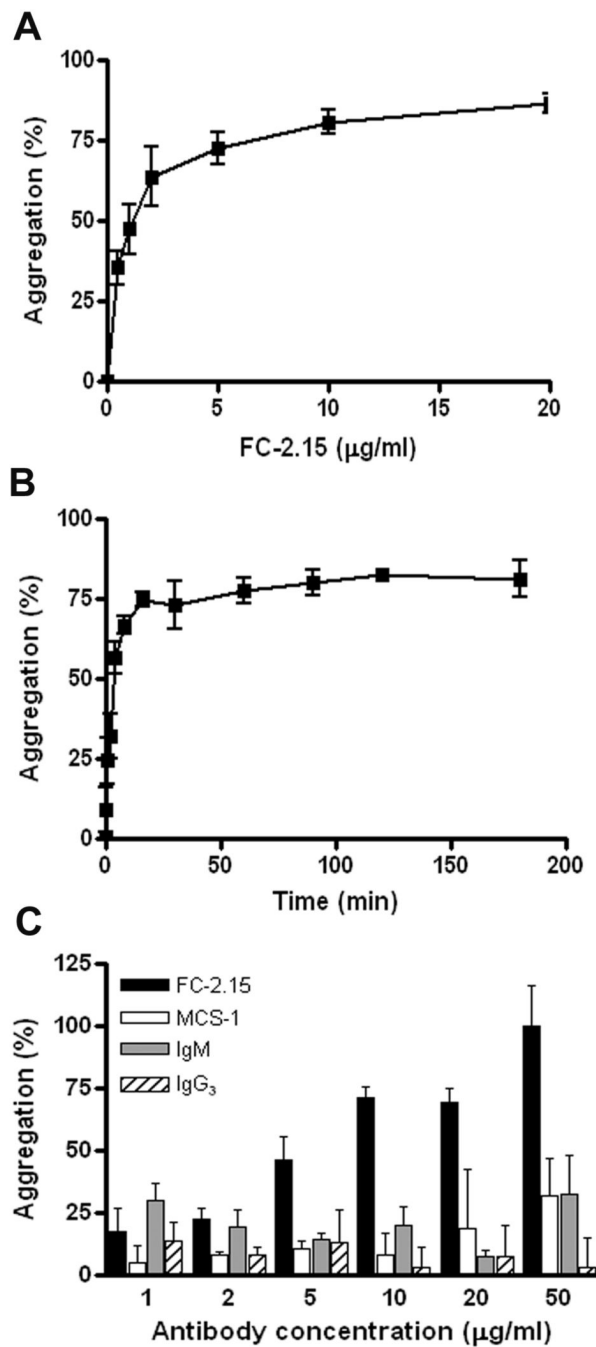 A
Aggregation (%)
100
75
50
25
0
0 5 10 15 20
FC-2.15 (μg/ml)
B
Aggregation (%)
100
75
50
25
0
0 50 100 150 200
Time (min)
C
Aggregation (%)
125
100
75
50
25
0
FC-2.15
MCS-1
IgM
IgG₃
1 2 5 10 20 50
Antibody concentration (μg/ml)